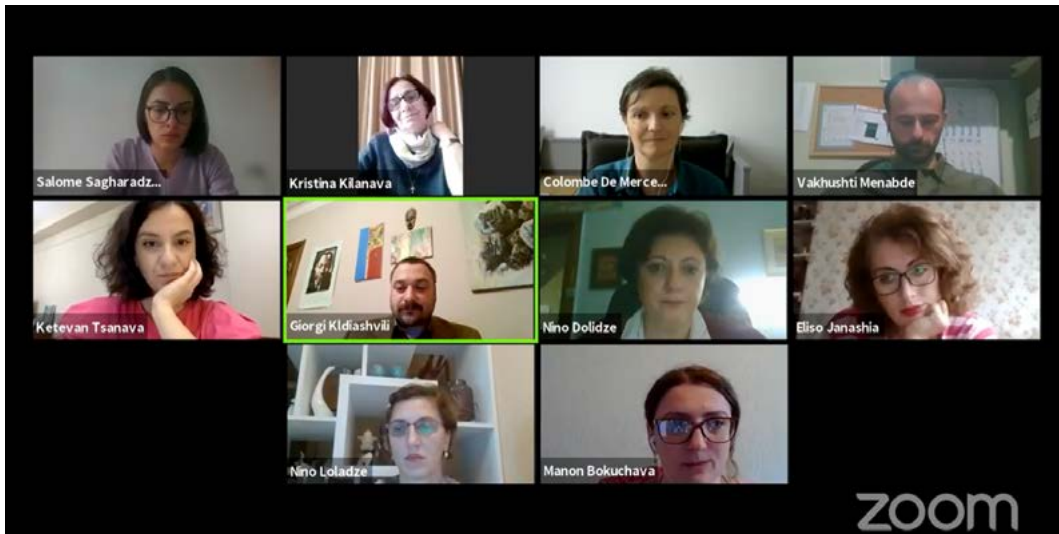 Salome Sagharadz...
Kristina Kilanava
Colombe De Merce...
Vakhushti Menabde
Ketevan Tsanava
Giorgi Kldiashvili
Nino Dolidze
Eliso Janashia
Nino Loladze
Manon Bokuchava
zoom